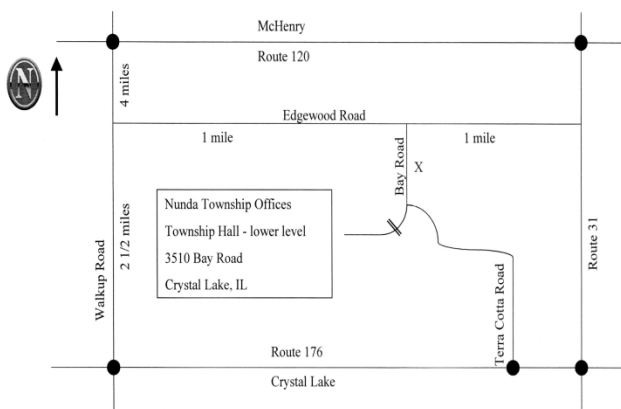 McHenry
Route 120
N
4 miles
Edgewood Road
1 mile
1 mile
Bay Road
X
Nunda Township Offices
Township Hall - lower level
3510 Bay Road
Crystal Lake, IL
2 1/2 miles
Walkup Road
Route 31
Terra Cotta Road
Route 176
Crystal Lake